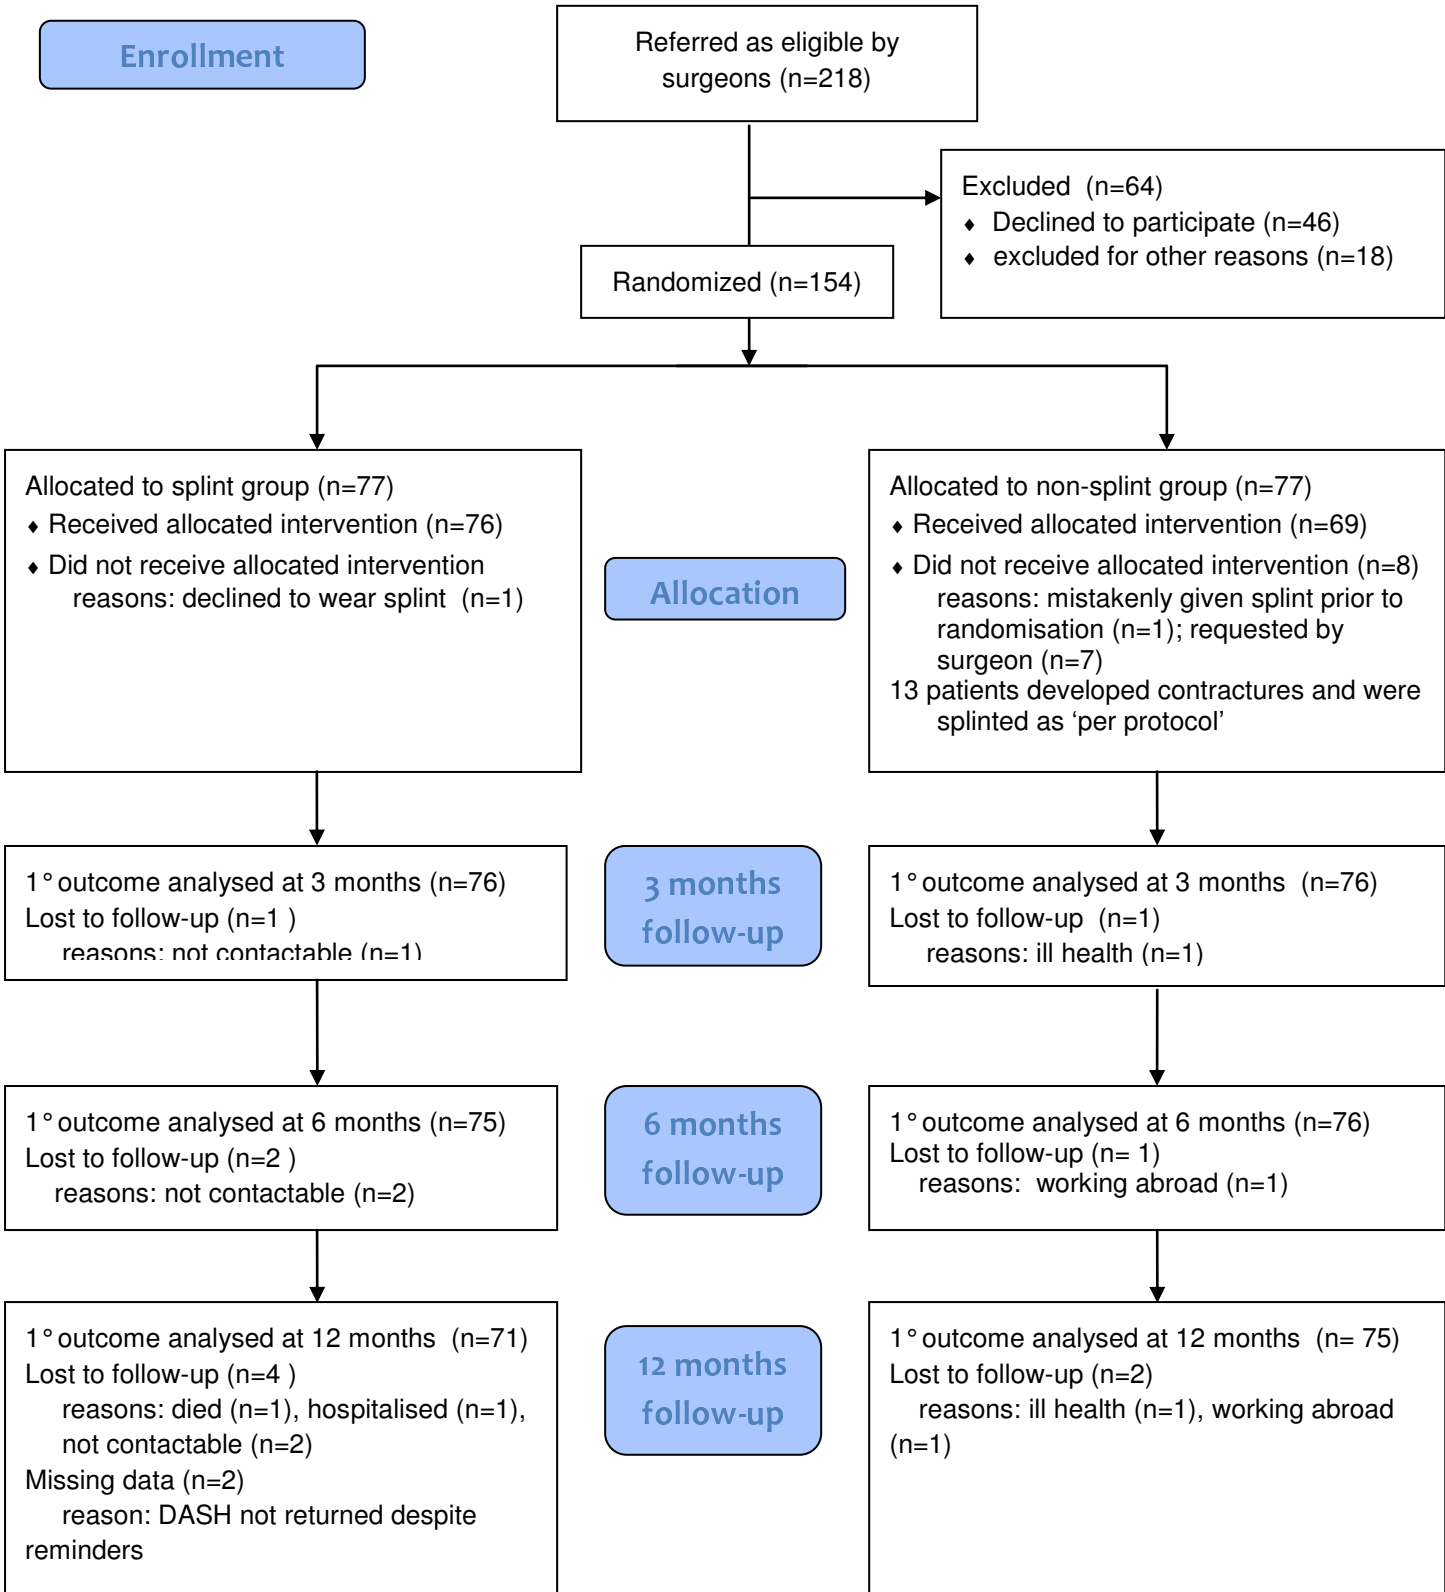 Enrollment
Referred as eligible by
surgeons (n=218)
Excluded (n=64)
♦ Declined to participate (n=46)
♦ excluded for other reasons (n=18)
Randomized (n=154)
Allocated to splint group (n=77)
♦ Received allocated intervention (n=76)
♦ Did not receive allocated intervention
reasons: declined to wear splint (n=1)
Allocation
Allocated to non-splint group (n=77)
♦ Received allocated intervention (n=69)
♦ Did not receive allocated intervention (n=8)
reasons: mistakenly given splint prior to
randomisation (n=1); requested by
surgeon (n=7)
13 patients developed contractures and were
splinted as ‘per protocol’
1° outcome analysed at 3 months (n=76)
Lost to follow-up (n=1 )
reasons: not contactable (n=1)
3 months
follow-up
1° outcome analysed at 3 months (n=76)
Lost to follow-up (n=1)
reasons: ill health (n=1)
1° outcome analysed at 6 months (n=75)
Lost to follow-up (n=2 )
reasons: not contactable (n=2)
6 months
follow-up
1° outcome analysed at 6 months (n=76)
Lost to follow-up (n= 1)
reasons: working abroad (n=1)
1° outcome analysed at 12 months (n=71)
Lost to follow-up (n=4 )
reasons: died (n=1), hospitalised (n=1),
not contactable (n=2)
Missing data (n=2)
reason: DASH not returned despite
reminders
12 months
follow-up
1° outcome analysed at 12 months (n= 75)
Lost to follow-up (n=2)
reasons: ill health (n=1), working abroad
(n=1)